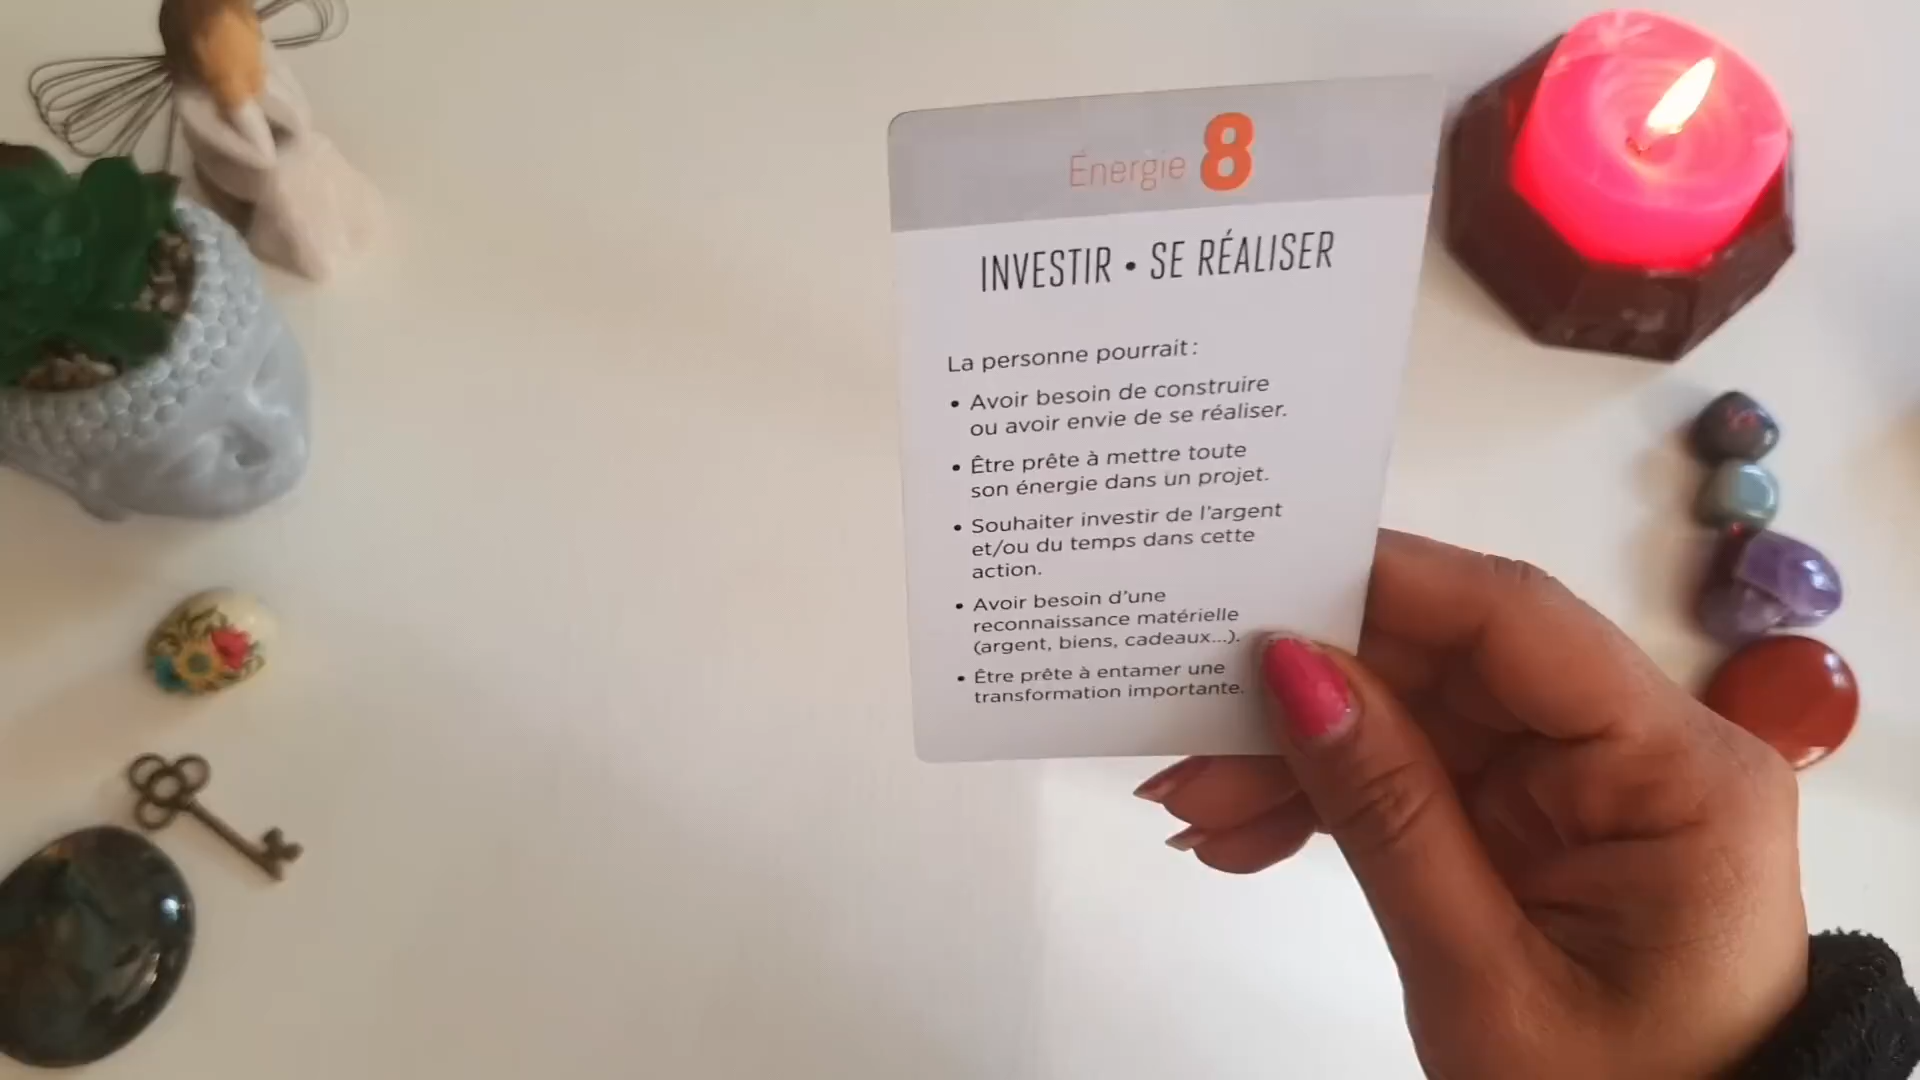 Énergie 8
INVESTIR • SE RÉALISER
La personne pourrait :
• Avoir besoin de construire
ou avoir envie de se réaliser.
• Être prête à mettre toute
son énergie dans un projet.
• Souhaiter investir de l'argent
et/ou du temps dans cette
action.
• Avoir besoin d'une
reconnaissance matérielle
(argent, biens, cadeaux...).
• Être prête à entamer une
transformation importante.